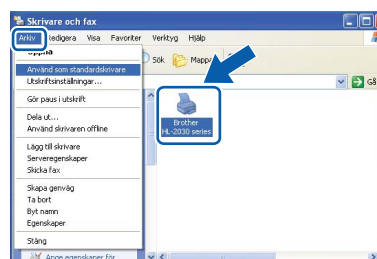 Skrivare och fax
Arkiv Redigera Visa Favoriter Verktyg Hjälp
Öppna
Sök Mappar
Använd som standardskrivare
Utskriftsinställningar...
Gå
Gör paus i utskrift
Dela ut...
Använd skrivaren offline
Brother
HL-2030 series
Lägg till skrivare
Serveregenskaper
Skicka fax
Skapa genväg
Ta bort
Byt namn
Egenskaper
Stäng
Ange egenskaper för